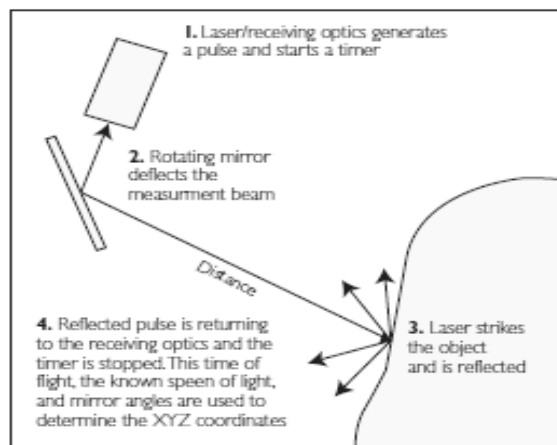 1. Laser/receiving optics generates
a pulse and starts a timer
2. Rotating mirror
deflects the
measurment beam
Distance
3. Laser strikes
the object
and is reflected
4. Reflected pulse is returning
to the receiving optics and the
timer is stopped. This time of
flight, the known speen of light,
and mirror angles are used to
determine the XYZ coordinates